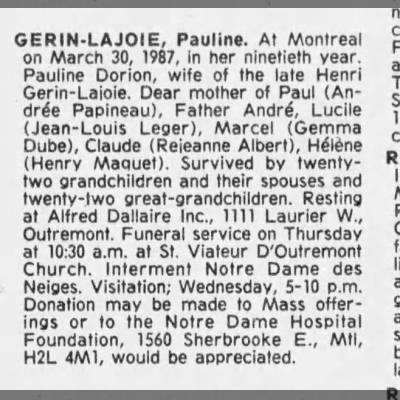 GERIN-LAJOIE, Pauline. At Montreal
on March 30, 1987, in her ninetieth year.
Pauline Dorion, wife of the late Henri
Gerin-Lajoie. Dear mother of Paul (An-
drée Papineau), Father André, Lucile
(Jean-Louis Leger), Marcel (Gemma
Dube), Claude (Rejeanne Albert), Hélène
(Henry Maquet). Survived by twenty-
two grandchildren and their spouses and
twenty-two great-grandchildren. Resting
at Alfred Dallaire Inc., 1111 Laurier W.,
Outremont. Funeral service on Thursday
at 10:30 a.m. at St. Viateur D'Outremont
Church. Interment Notre Dame des
Neiges. Visitation; Wednesday, 5-10 p.m.
Donation may be made to Mass offer-
ings or to the Notre Dame Hospital
Foundation, 1560 Sherbrooke E., Mtl,
H2L 4M1, would be appreciated.